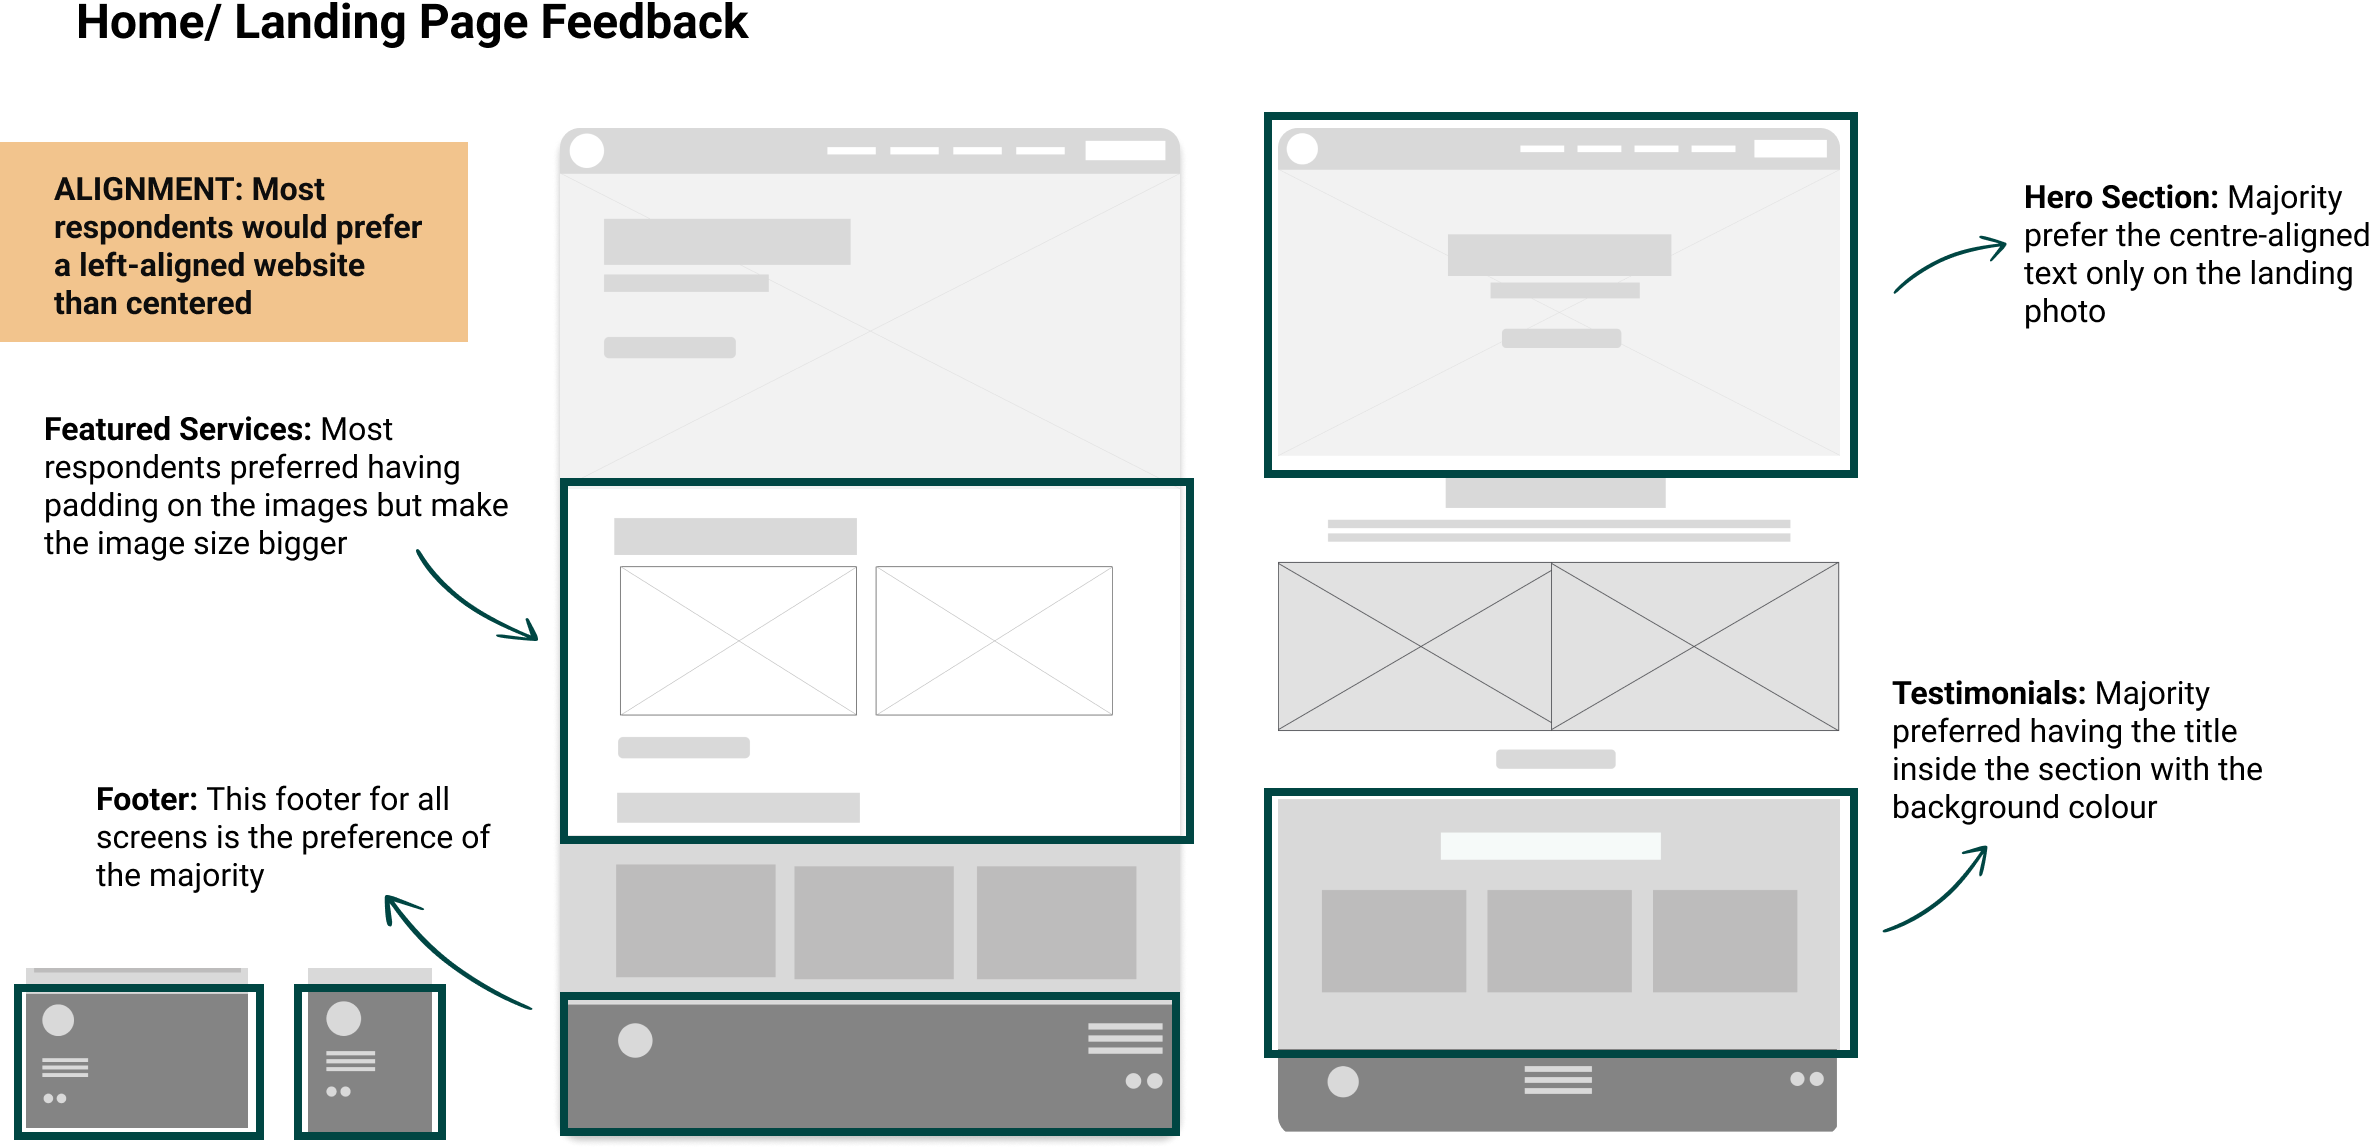 Home/ Landing Page Feedback
ALIGNMENT: Most
respondents would prefer
a left-aligned website
than centered
Featured Services: Most
respondents preferred having
padding on the images but make
the image size bigger
Footer: This footer for all
screens is the preference of
the majority
Hero Section: Majority
prefer the centre-aligned
text only on the landing
photo
Testimonials: Majority
preferred having the title
inside the section with the
background colour